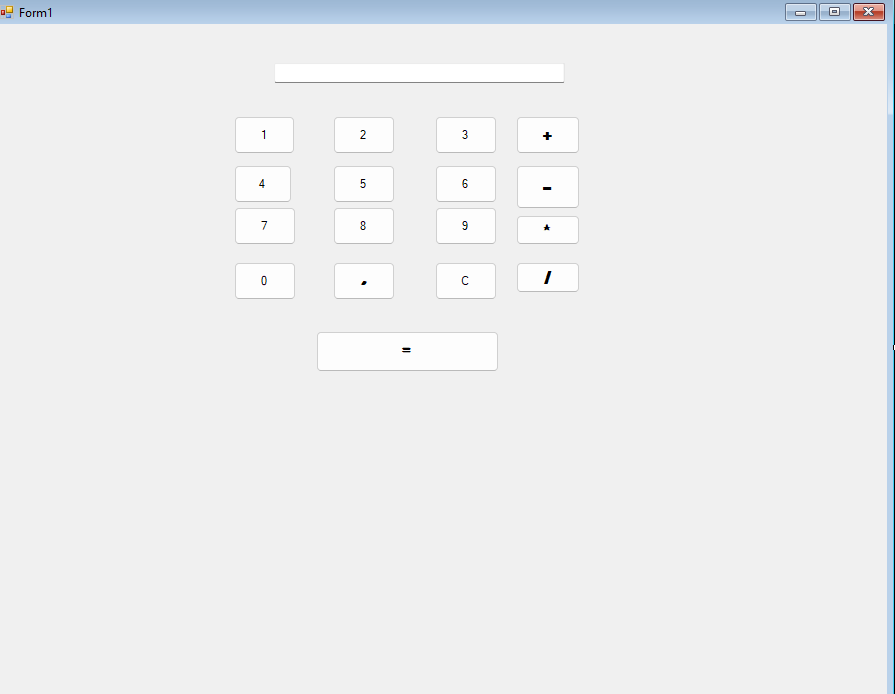 Form1
1 2 3 +
4 5 6 -
7 8 9 *
0 , C /
=